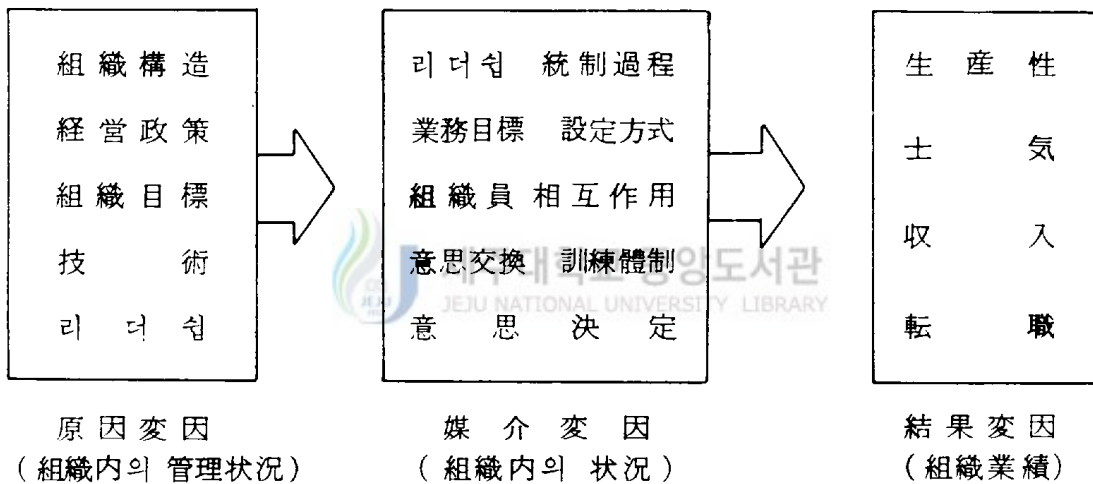 組織構造
経営政策
組織目標
技術
리더쉽
原因変因
(組織内의 管理状況)
리더쉽 統制過程
業務目標 設定方式
組織員 相互作用
意思交換 訓練體制
意思決定
媒介変因
(組織内의 状況)
生産性
士気
収入
転職
結果変因
(組織業績)
제주대학교 중앙도서관
JEJU NATIONAL UNIVERSITY LIBRARY